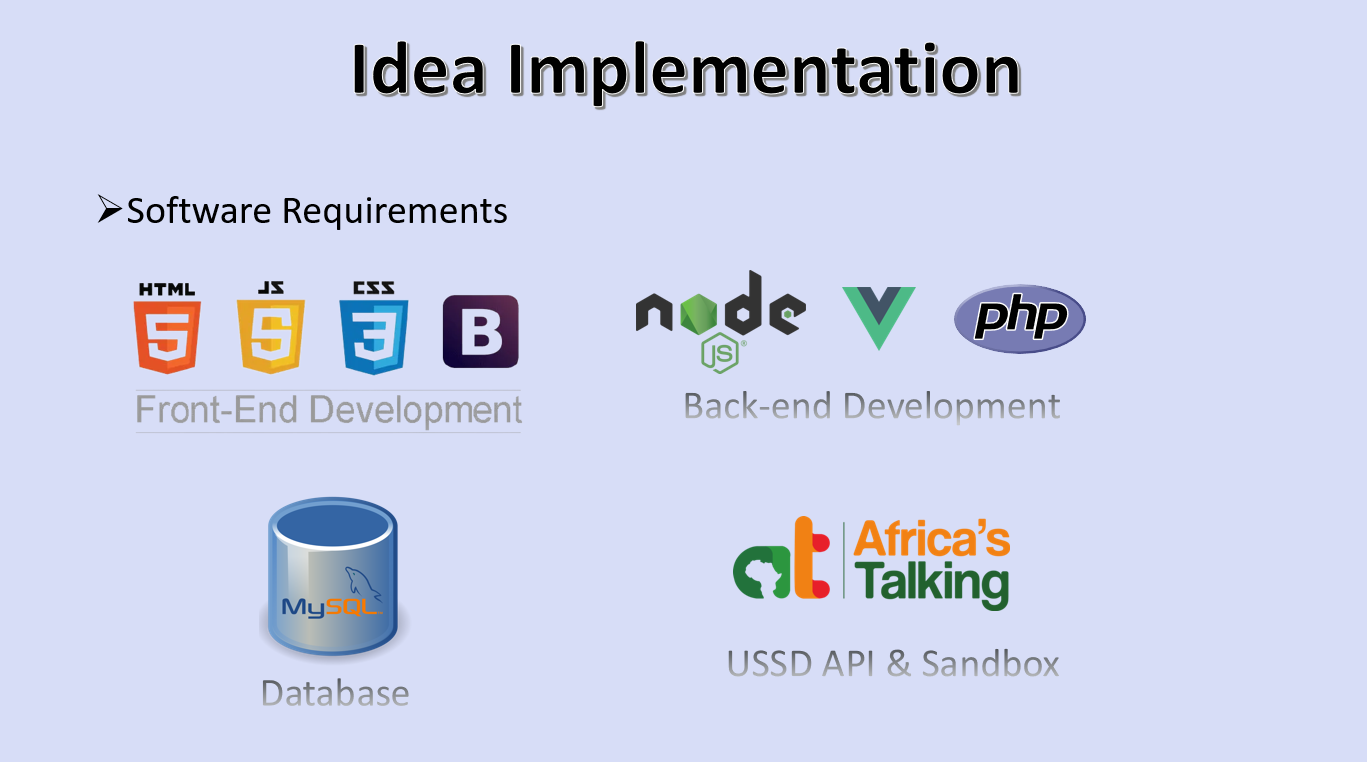 Idea Implementation
Software Requirements
HTML
5
JS
5
CSS
3
B
Front-End Development
node
JS
php
Back-end Development
MySQL
Database
at
Africa's
Talking
USSD API & Sandbox